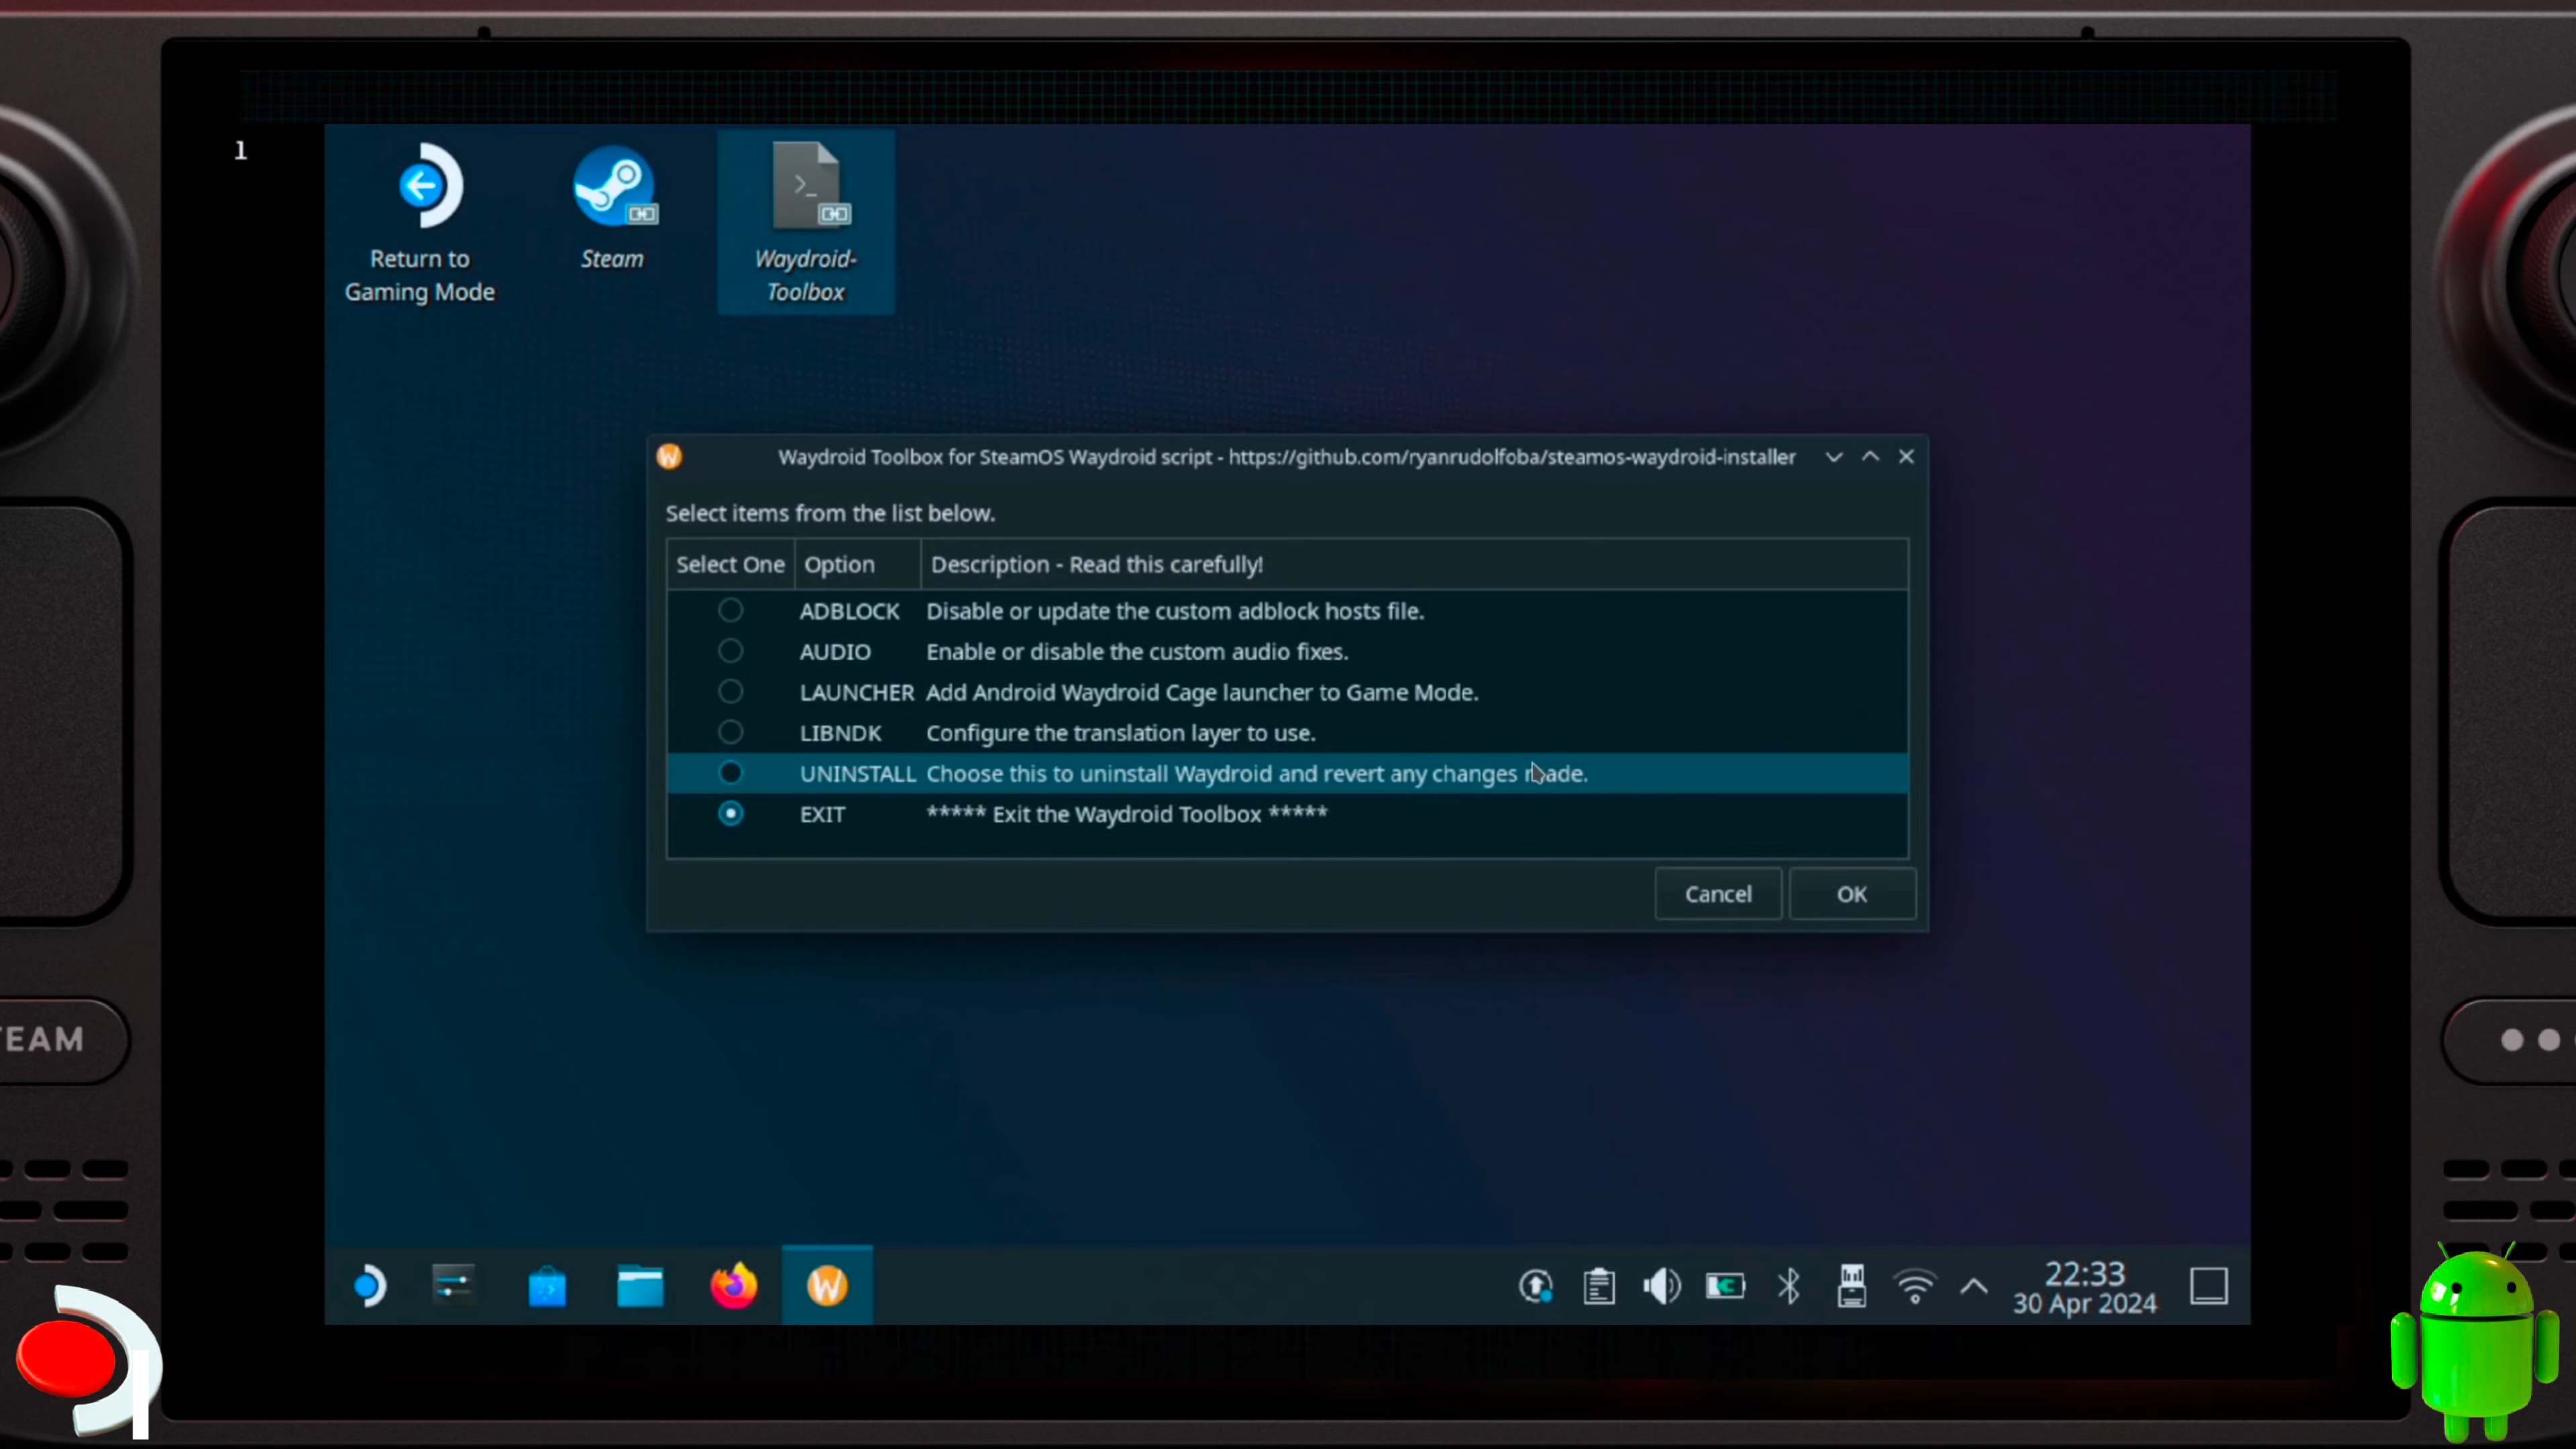 1
Return to
Gaming Mode
Steam
Waydroid-
Toolbox
Waydroid Toolbox for SteamOS Waydroid script - https://github.com/ryanrudolfoba/steamos-waydroid-installer
Select items from the list below.
Select One Option Description - Read this carefully!
ADBLOCK Disable or update the custom adblock hosts file.
AUDIO Enable or disable the custom audio fixes.
LAUNCHER Add Android Waydroid Cage launcher to Game Mode.
LIBNDK Configure the translation layer to use.
UNINSTALL Choose this to uninstall Waydroid and revert any changes made.
EXIT ***** Exit the Waydroid Toolbox *****
Cancel OK
TEAM
22:33
30 Apr 2024